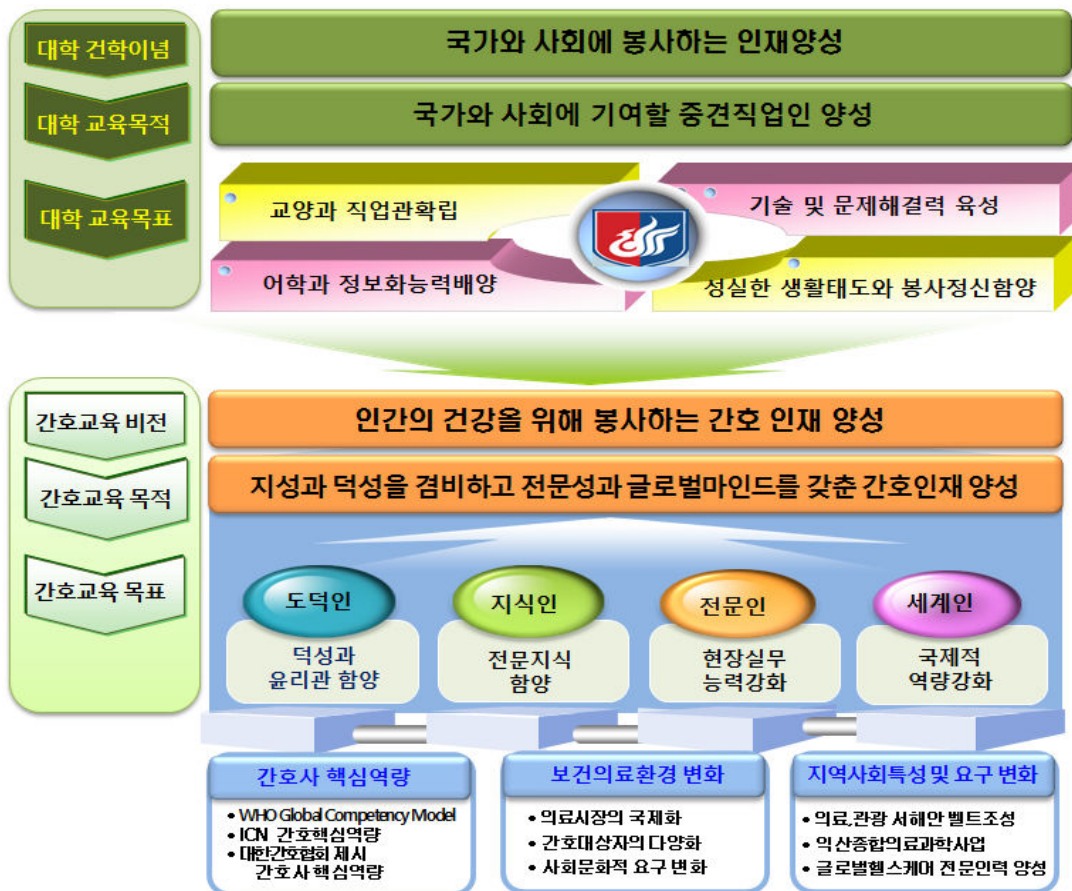 대학 건학이념
국가와 사회에 봉사하는 인재양성
대학 교육목적
국가와 사회에 기여할 중견직업인 양성
대학 교육목표
교양과 직업관확립
기술 및 문제해결력 육성
어학과 정보화능력배양
성실한 생활태도와 봉사정신함양
간호교육 비전
인간의 건강을 위해 봉사하는 간호 인재 양성
간호교육 목적
지성과 덕성을 겸비하고 전문성과 글로벌마인드를 갖춘 간호인재 양성
간호교육 목표
도덕인
덕성과
윤리관 함양
지식인
전문지식
함양
전문인
현장실무
능력강화
세계인
국제적
역량강화
간호사 핵심역량
• WHO Global Competency Model
• ICN 간호핵심역량
• 대한간호협회 제시
간호사 핵심역량
보건의료환경 변화
• 의료시장의 국제화
• 간호대상자의 다양화
• 사회문화적 요구 변화
지역사회특성 및 요구 변화
• 의료,관광 서해안 벨트조성
• 익산종합의료과학사업
• 글로벌헬스케어 전문인력 양성